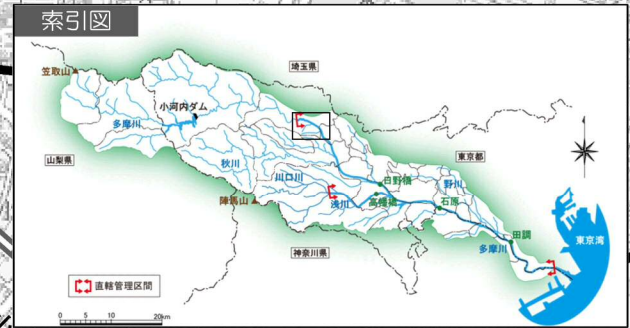 索引図
笠取山
埼玉県
小河内ダム
多摩川
山梨県
東京都
秋川
川口川
日野橋
野川
浅川
高幡橋
石原
陣馬山
神奈川県
田調
多摩川
東京湾
直轄管理区間
0 5 10 20km